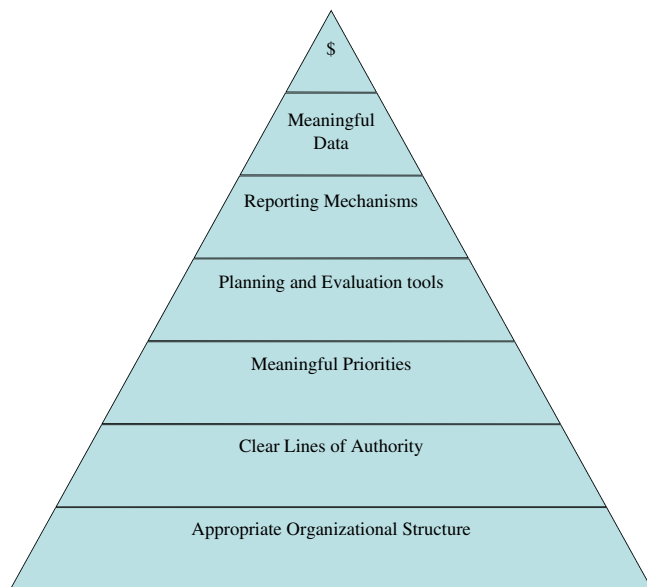 $
Meaningful
Data
Reporting Mechanisms
Planning and Evaluation tools
Meaningful Priorities
Clear Lines of Authority
Appropriate Organizational Structure